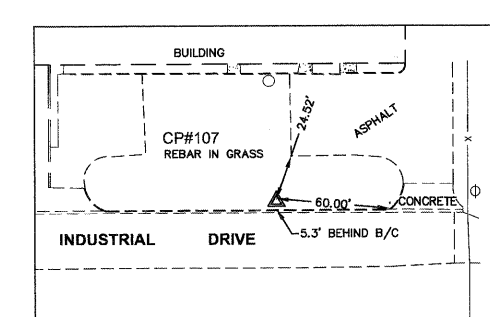 BUILDING
24.52'
ASPHALT
CP#107
REBAR IN GRASS
60.00'
CONCRETE
5.3' BEHIND B/C
INDUSTRIAL DRIVE